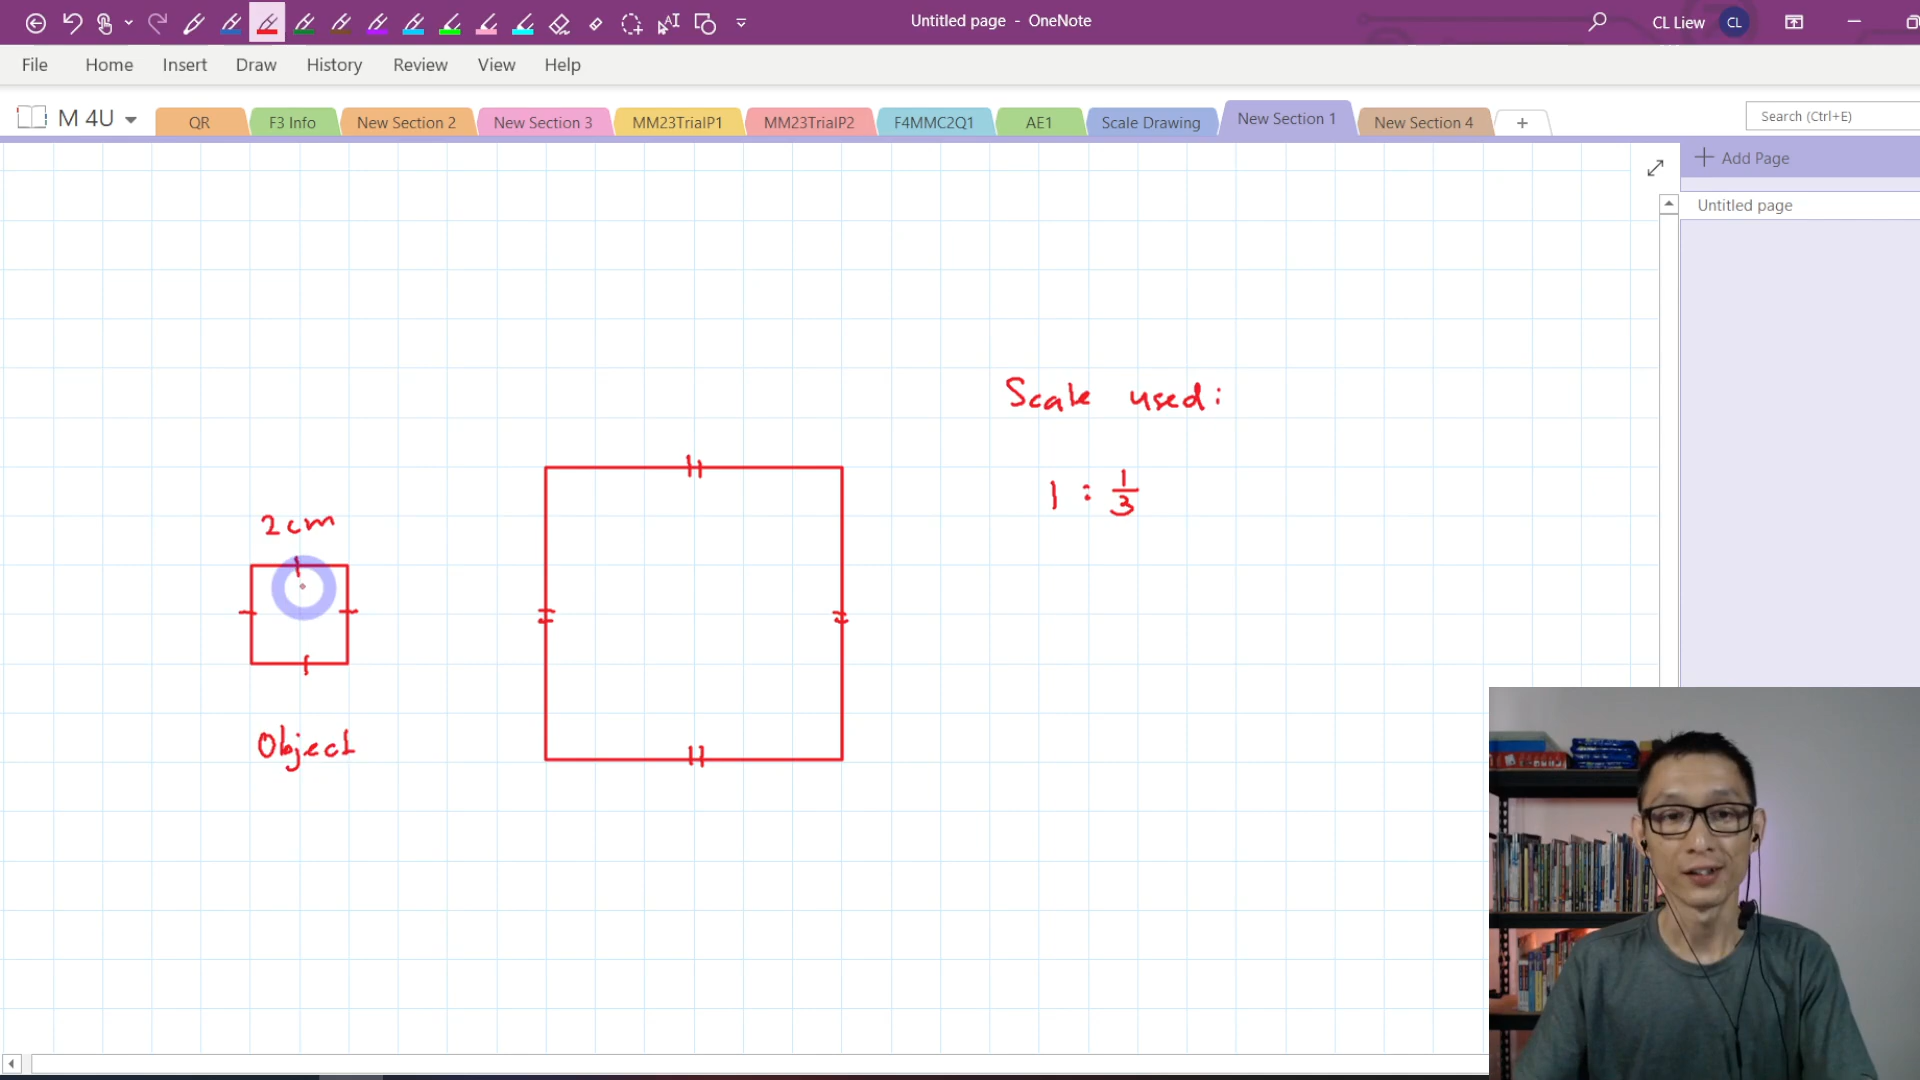 Untitled page - OneNote
CL Liew
CL
File
Home
Insert
Draw
History
Review
View
Help
M 4U
QR
F3 Info
New Section 2
New Section 3
MM23TrialP1
MM23TrialP2
F4MMC2Q1
AE1
Scale Drawing
New Section 1
New Section 4
Search (Ctrl+E)
Add Page
Untitled page
Scale used:
1 : 1/3
2cm
Object